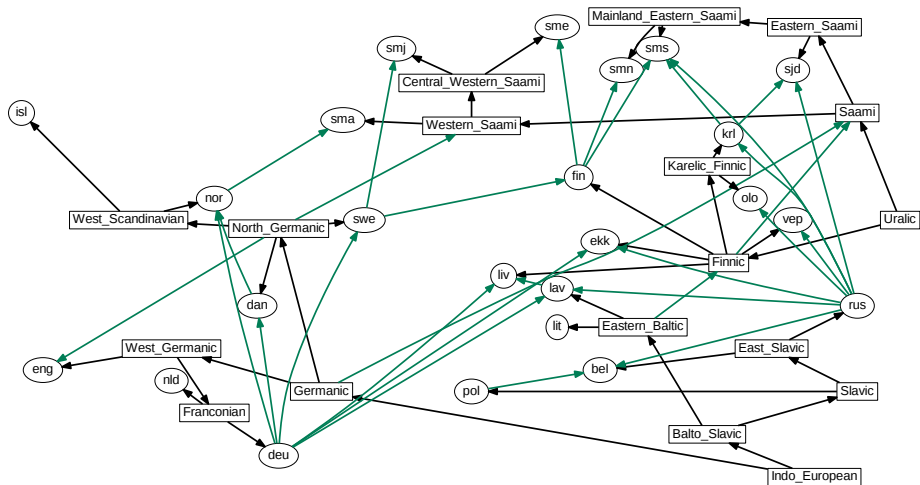 Mainland_Eastern_Saami
sme
Eastern_Saami
smj
sms
smn
sjd
Central_Western_Saami
isl
sma
Western_Saami
Saami
krl
Karelic_Finnic
fin
nor
olo
West_Scandinavian
North_Germanic
swe
vep
Uralic
ekk
Finnic
liv
lav
dan
rus
lit
Eastern_Baltic
West_Germanic
East_Slavic
eng
nld
bel
Germanic
pol
Slavic
Franconian
Balto_Slavic
deu
Indo_European